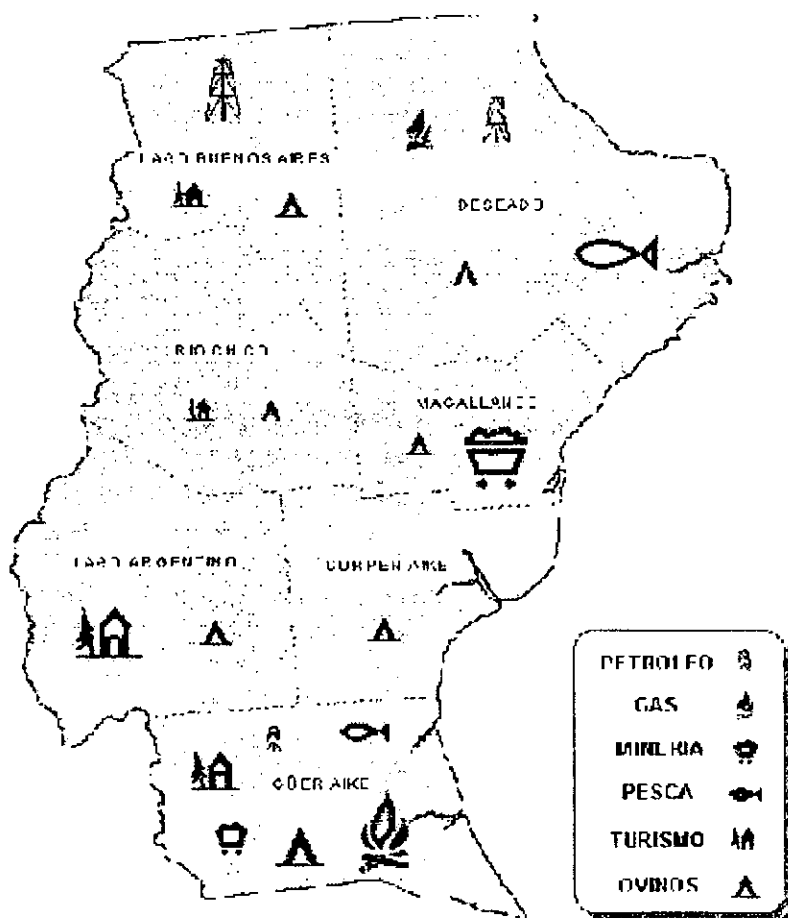 LAGO BUENOS AIRES
DESEADO
RIO CHICO
MAGALLANES
LAGO ARGENTINO
CORPEN AIKE
GÜER AIKE
PETROLEO
GAS
MINERIA
PESCA
TURISMO
OVINOS